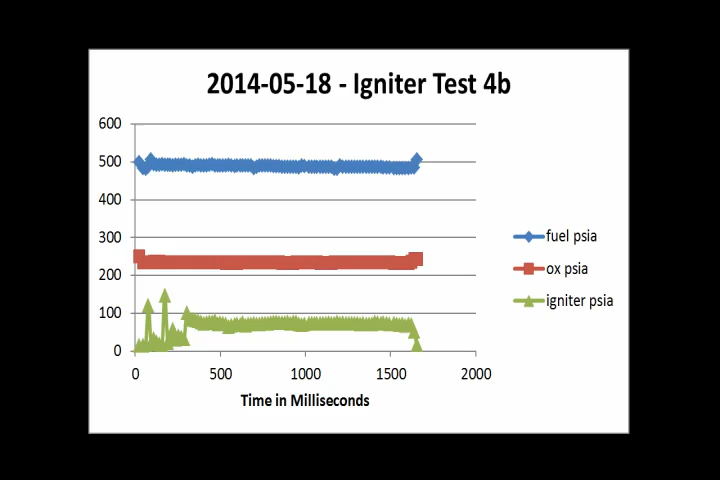 2014-05-18 - Igniter Test 4b
600
500
400
300
200
100
0
0 500 1000 1500 2000
Time in Milliseconds
fuel psia
ox psia
igniter psia